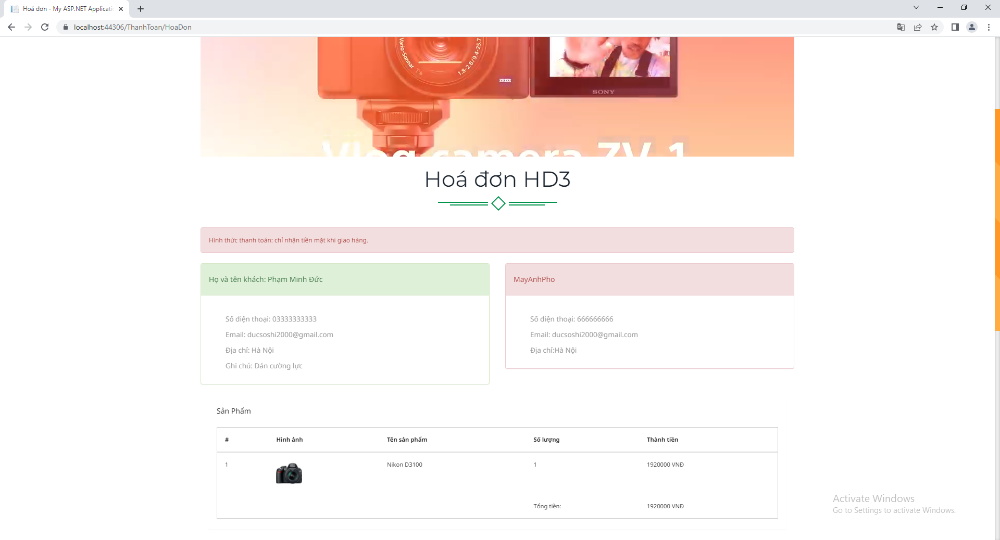 Hoá đơn - My ASP.NET Applicatio
localhost:44306/ThanhToan/HoaDon
Vario-Sonnar T* 1.8-2.8/9.4-25.7
ZEISS
SONY
Vlog camera ZV-1
Hoá đơn HD3
Hình thức thanh toán: chỉ nhận tiền mặt khi giao hàng.
Họ và tên khách: Phạm Minh Đức
Số điện thoại: 03333333333
Email: ducsoshi2000@gmail.com
Địa chỉ: Hà Nội
Ghi chú: Dán cường lực
MayAnhPho
Số điện thoại: 666666666
Email: ducsoshi2000@gmail.com
Địa chỉ:Hà Nội
Sản Phẩm
# Hình ảnh Tên sản phẩm Số lượng Thành tiền
1 Nikon D3100 1 1920000 VNĐ
Tổng tiền: 1920000 VNĐ
Activate Windows
Go to Settings to activate Windows.